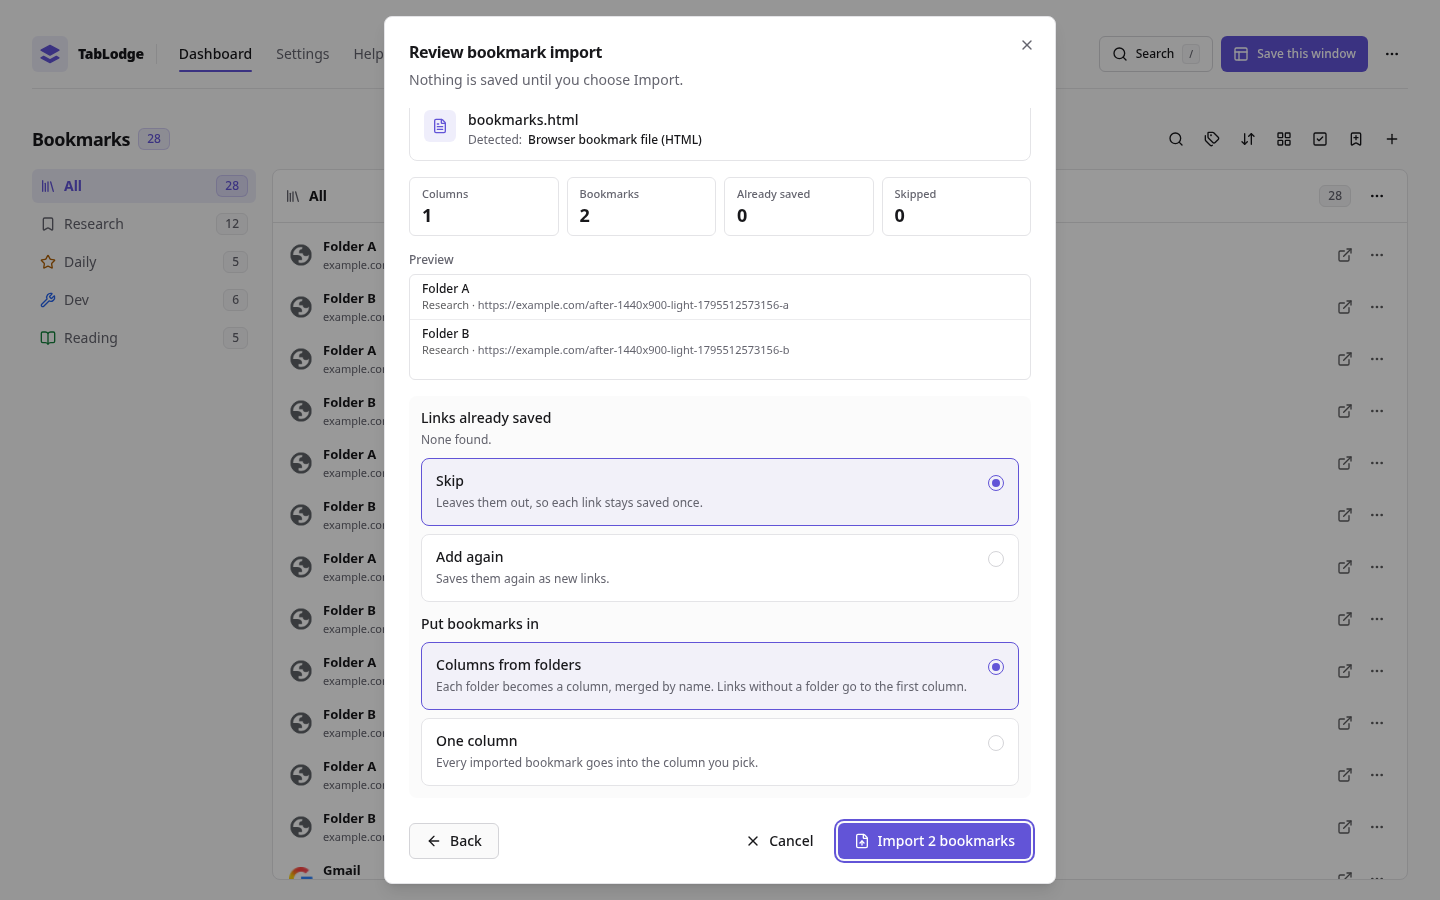 TabLodge
Dashboard
Settings
Help
Search
/
Save this window
Bookmarks
28
All
28
Research
12
Daily
5
Dev
6
Reading
5
All
28
Folder A
Folder B
Folder A
Folder B
Folder A
Folder B
Folder A
Folder B
Folder A
Folder B
Folder A
Folder B
Gmail
Review bookmark import
Nothing is saved until you choose Import.
bookmarks.html
Detected: Browser bookmark file (HTML)
Columns
1
Bookmarks
2
Already saved
0
Skipped
0
Preview
Folder A
Research · https://example.com/after-1440x900-light-1795512573156-a
Folder B
Research · https://example.com/after-1440x900-light-1795512573156-b
Links already saved
None found.
Skip
Leaves them out, so each link stays saved once.
Add again
Saves them again as new links.
Put bookmarks in
Columns from folders
Each folder becomes a column, merged by name. Links without a folder go to the first column.
One column
Every imported bookmark goes into the column you pick.
Back
Cancel
Import 2 bookmarks